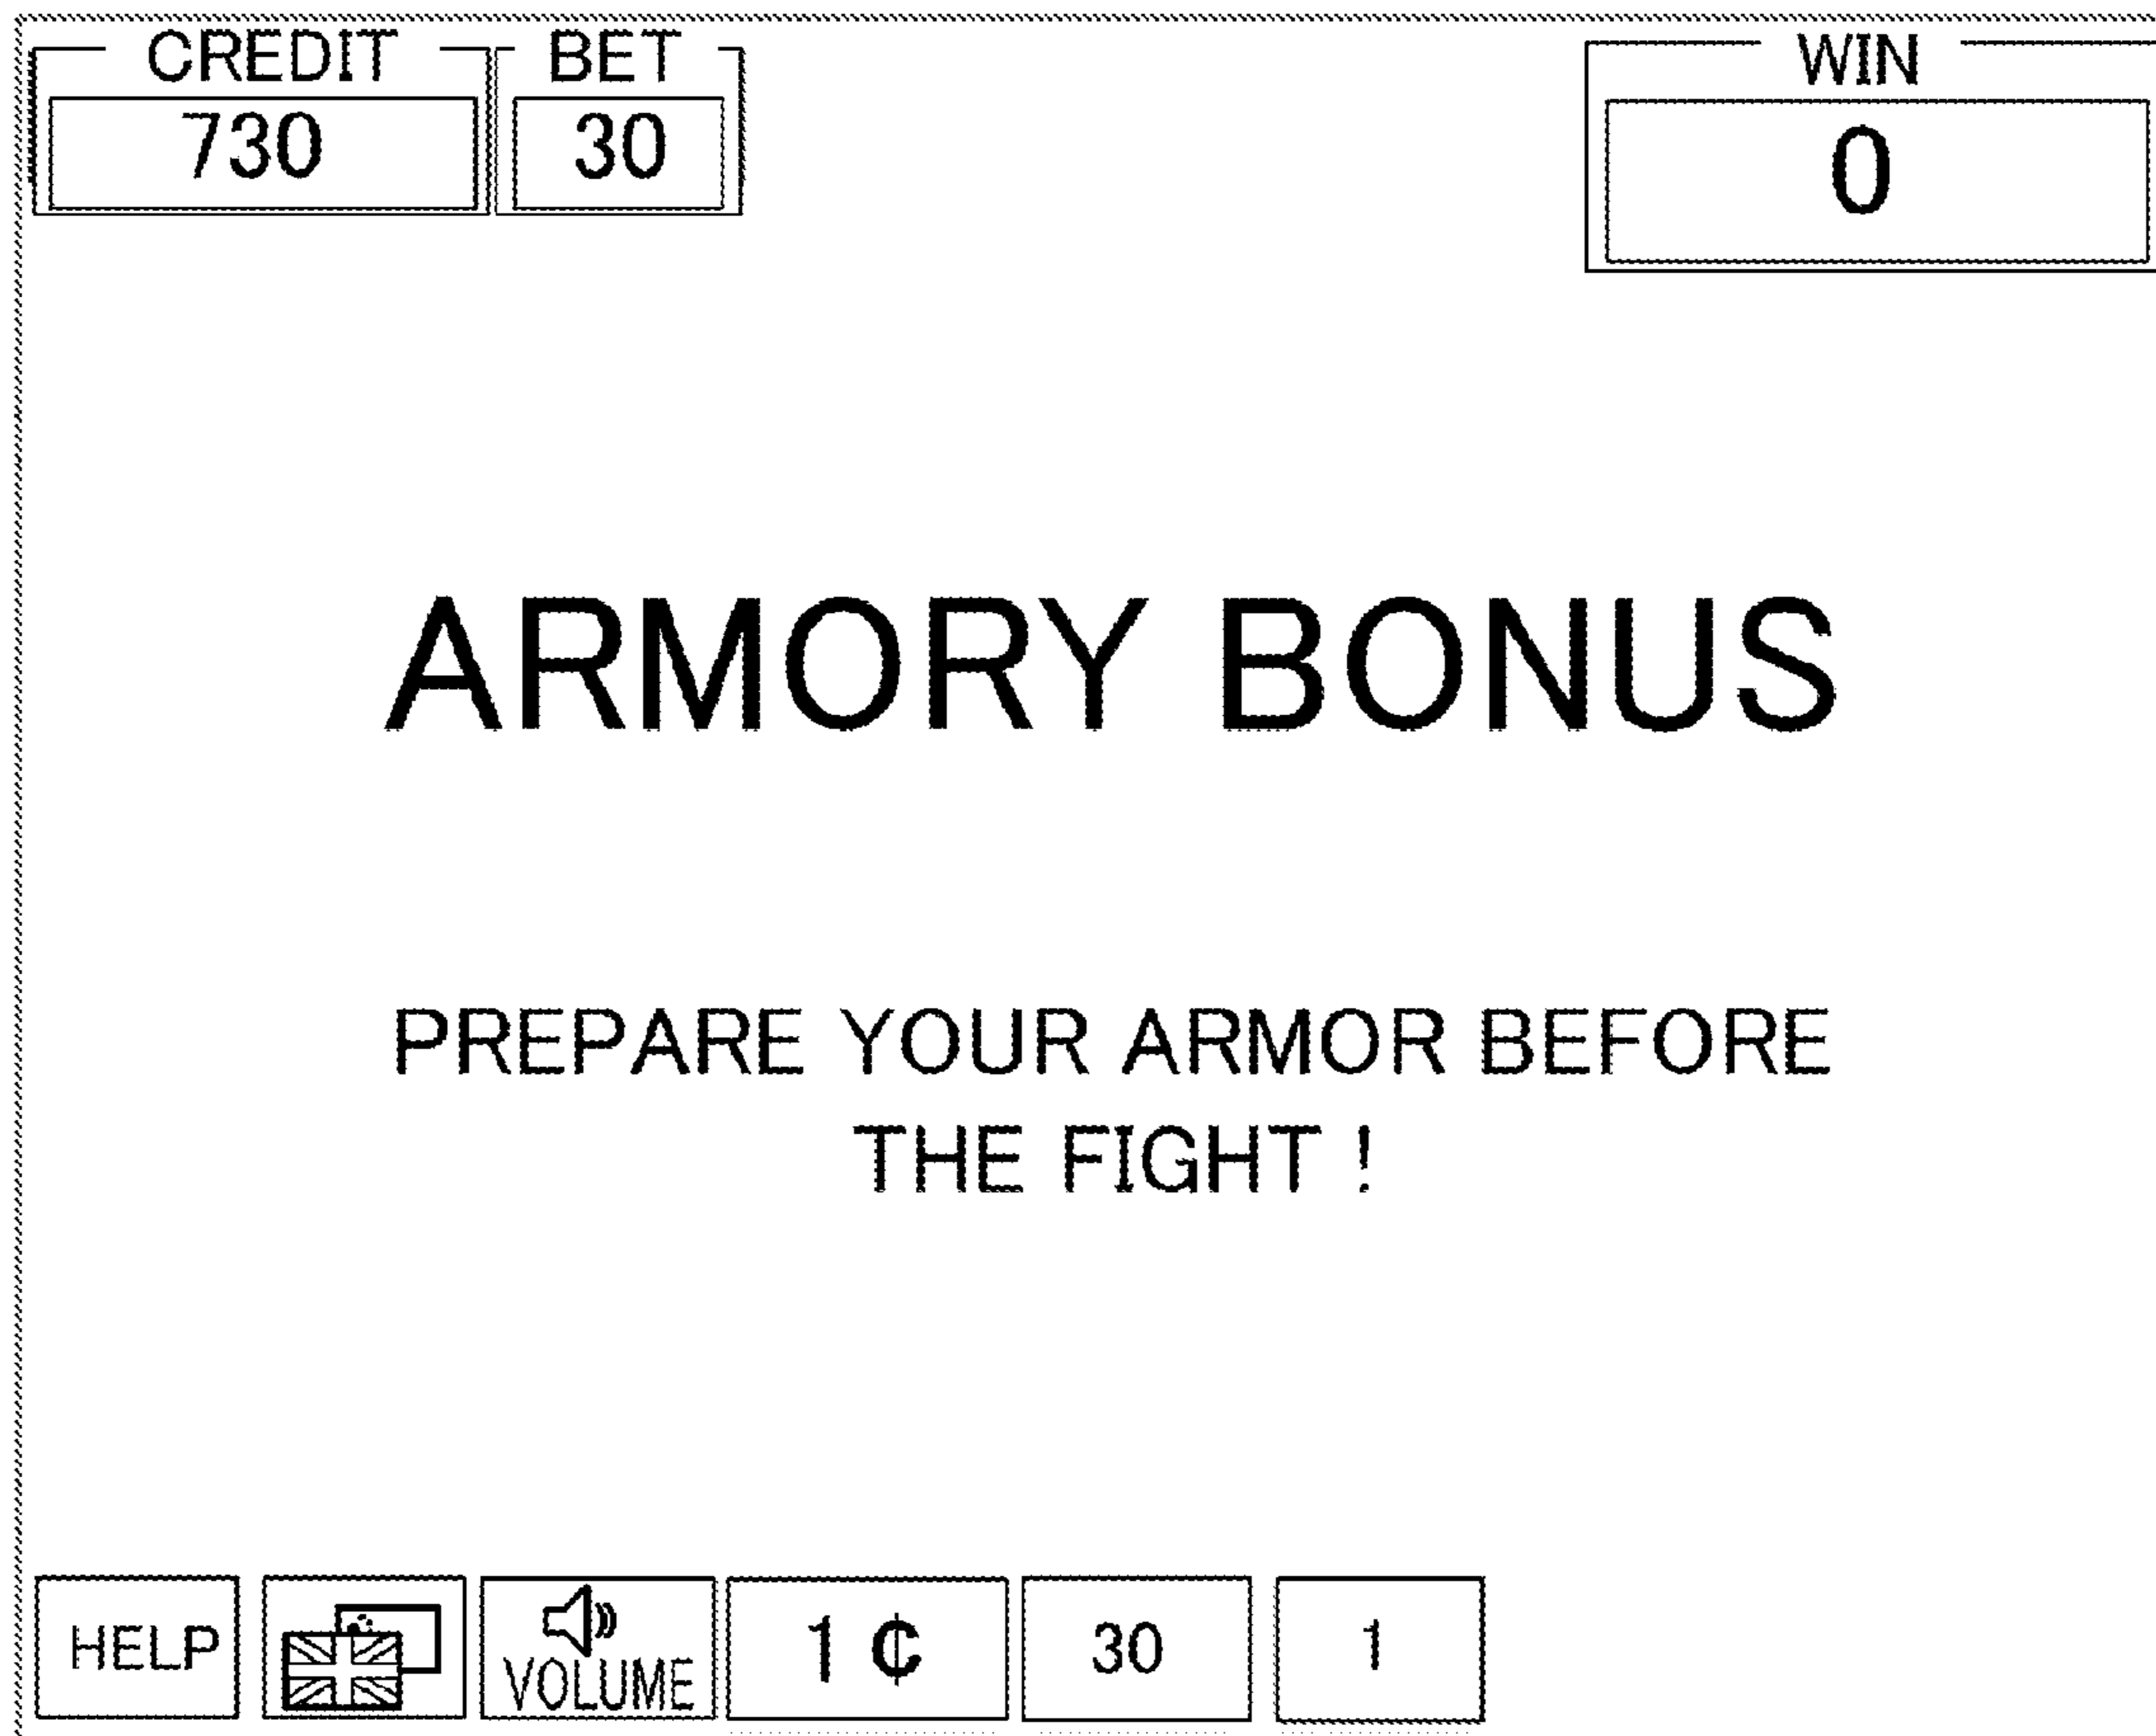 CREDIT BET WIN
730 30 0
ARMORY BONUS
PREPARE YOUR ARMOR BEFORE
THE FIGHT !
HELP VOLUME 1 ¢ 30 1